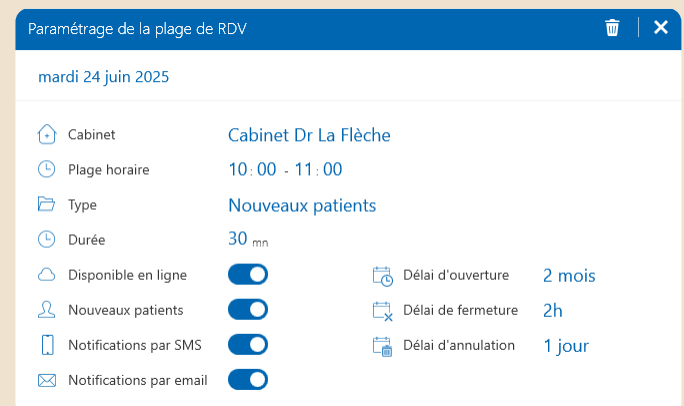 Paramétrage de la plage de RDV
mardi 24 juin 2025
Cabinet Cabinet Dr La Flèche
Plage horaire 10 : 00 - 11 : 00
Type Nouveaux patients
Durée 30 mn
Disponible en ligne Délai d'ouverture 2 mois
Nouveaux patients Délai de fermeture 2h
Notifications par SMS Délai d'annulation 1 jour
Notifications par email